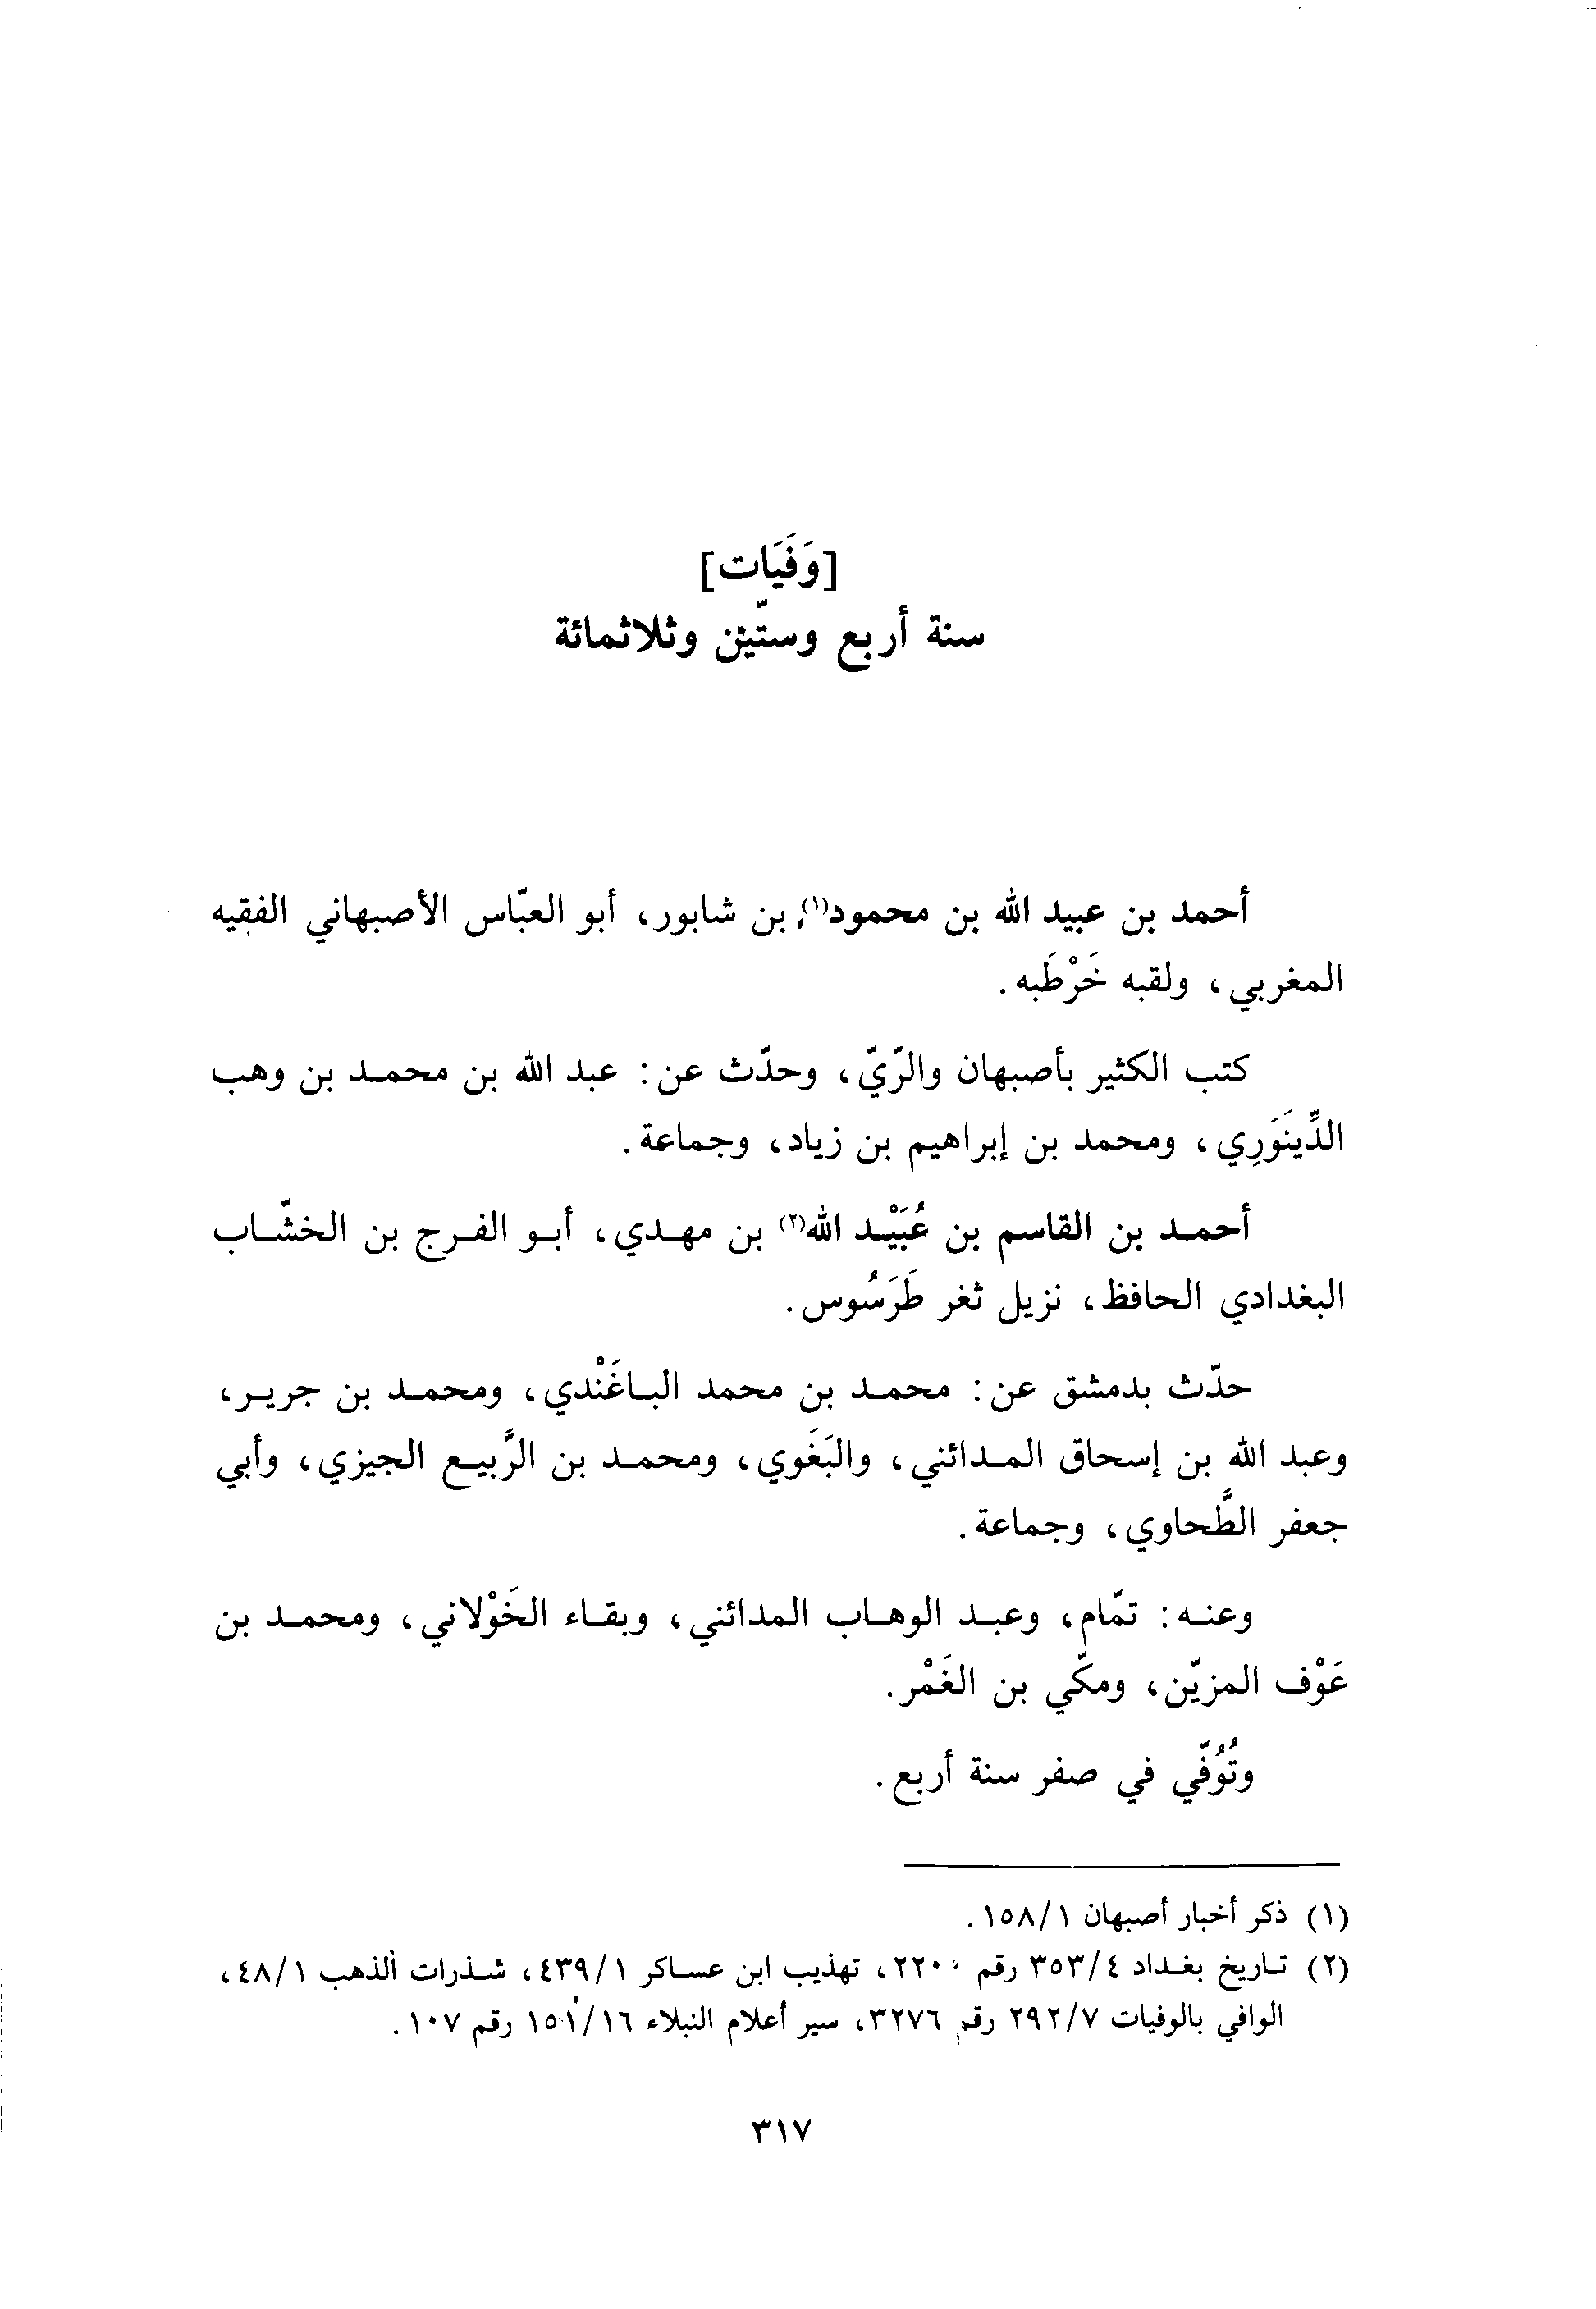 [وَفَيَات]
سنة أربع وستّين وثلاثمائة
أحمد بن عبيد الله بن محمود(١) بن شابور، أبو العبّاس الأصبهاني الفقيه
المغربي، ولقبه خَرْطَبه.
كتب الكثير بأصبهان والرّيّ، وحدّث عن: عبد الله بن محمد بن وهب
الدِّينَوَرِي، ومحمد بن إبراهيم بن زياد، وجماعة.
أحمد بن القاسم بن عُبَيْد الله(٢) بن مهدي، أبو الفرج بن الخشّاب
البغدادي الحافظ، نزيل ثغر طَرَسُوس.
حدّث بدمشق عن: محمد بن محمد الباغَنْدي، ومحمد بن جرير،
وعبد الله بن إسحاق المدائني، والبَغَوي، ومحمد بن الرَّبيع الجيزي، وأبي
جعفر الطَّحاوي، وجماعة.
وعنه: تمّام، وعبد الوهاب المدائني، وبقاء الخَوْلاني، ومحمد بن
عَوْف المزيّن، ومكّي بن الغَمْر.
وتُوُفّي في صفر سنة أربع.
(١) ذكر أخبار أصبهان ١/١٥٨.
(٢) تاريخ بغداد ٤/٣٥٣ رقم ٢٢٠٠، تهذيب ابن عساكر ١/٤٣٩، شذرات الذهب ١/٤٨،
الوافي بالوفيات ٧/٢٩٢ رقم ٣٢٧٦، سير أعلام النبلاء ١٦/١٥١ رقم ١٠٧.
٣١٧